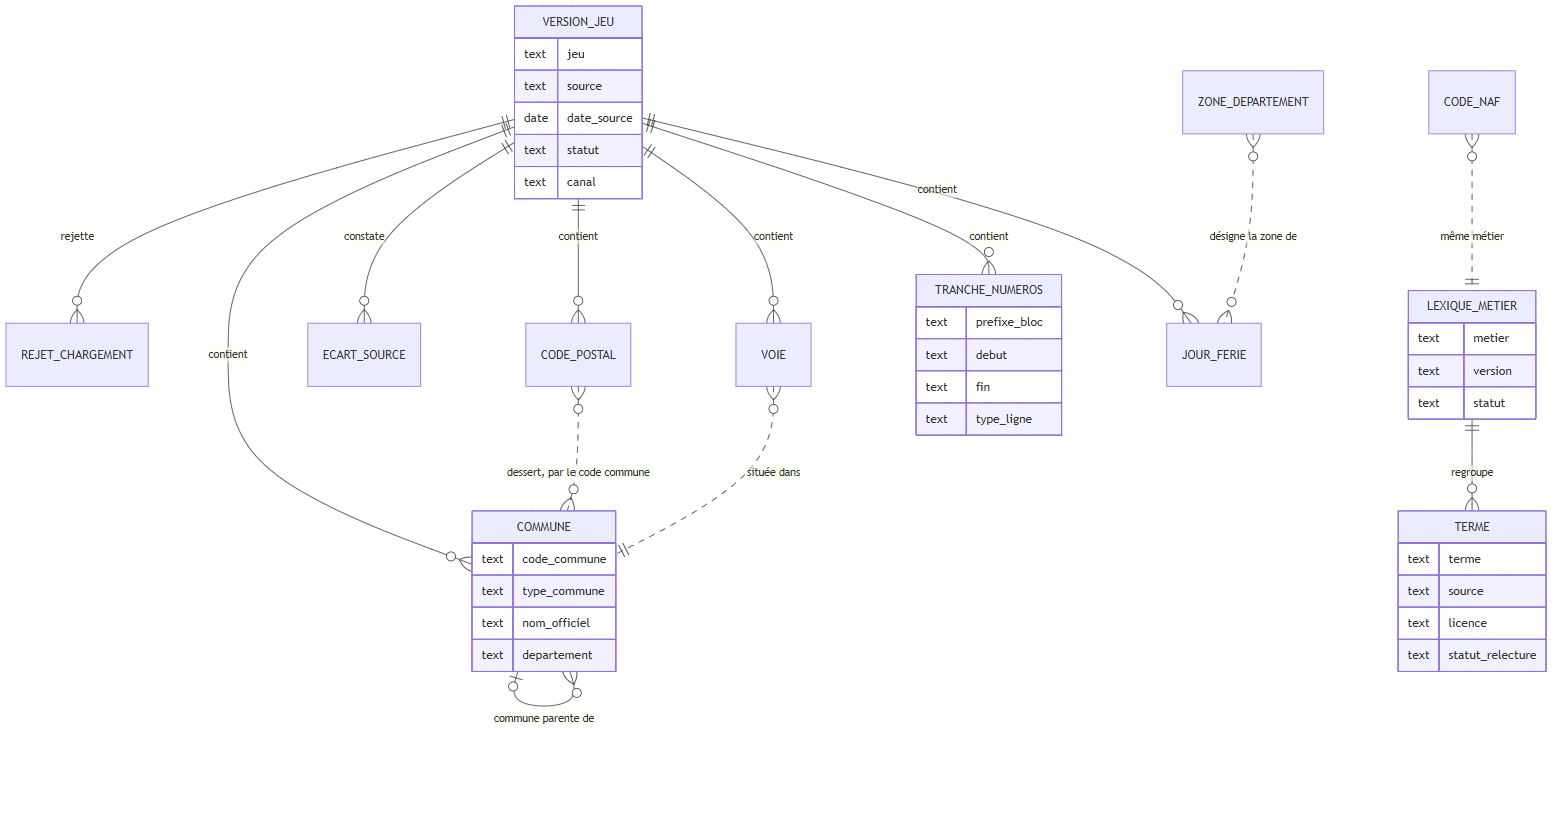 VERSION_JEU
text jeu
text source
date date_source
text statut
text canal
ZONE_DEPARTEMENT
CODE_NAF
contient
rejette
constate
contient
contient
contient
désigne la zone de
même métier
TRANCHE_NUMEROS
text prefixe_bloc
text debut
text fin
text type_ligne
LEXIQUE_METIER
text metier
text version
text statut
contient
REJET_CHARGEMENT
ECART_SOURCE
CODE_POSTAL
VOIE
JOUR_FERIE
dessert, par le code commune
située dans
regroupe
COMMUNE
text code_commune
text type_commune
text nom_officiel
text departement
TERME
text terme
text source
text licence
text statut_relecture
commune parente de